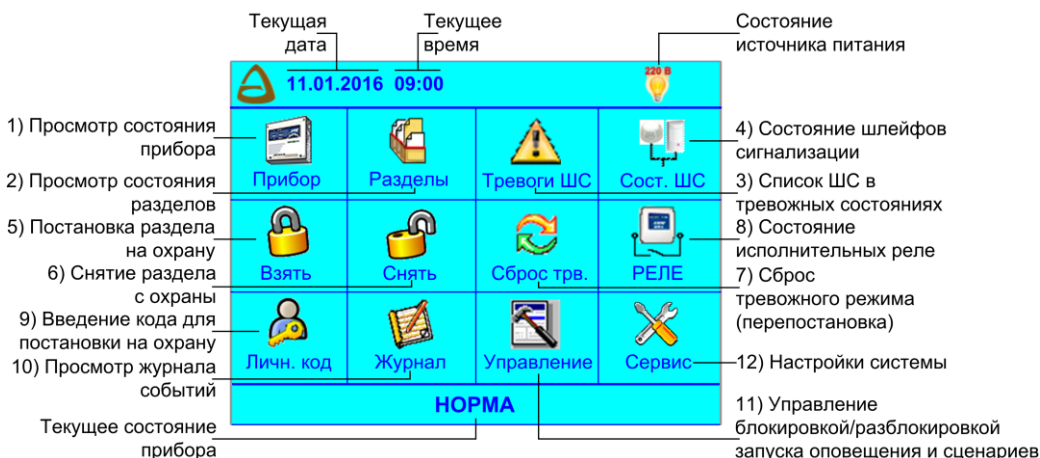 Текущая
дата
Текущее
время
Состояние
источника питания
11.01.2016 09:00
220 В
1) Просмотр состояния
прибора
2) Просмотр состояния
разделов
5) Постановка раздела
на охрану
6) Снятие раздела
с охраны
9) Введение кода для
постановки на охрану
10) Просмотр журнала
событий
Текущее состояние
прибора
Прибор
Разделы
Тревоги ШС
Сост. ШС
Взять
Снять
Сброс трв.
РЕЛЕ
Личн. код
Журнал
Управление
Сервис
НОРМА
4) Состояние шлейфов
сигнализации
3) Список ШС в
тревожных состояниях
8) Состояние
исполнительных реле
7) Сброс
тревожного режима
(перепостановка)
12) Настройки системы
11) Управление
блокировкой/разблокировкой
запуска оповещения и сценариев